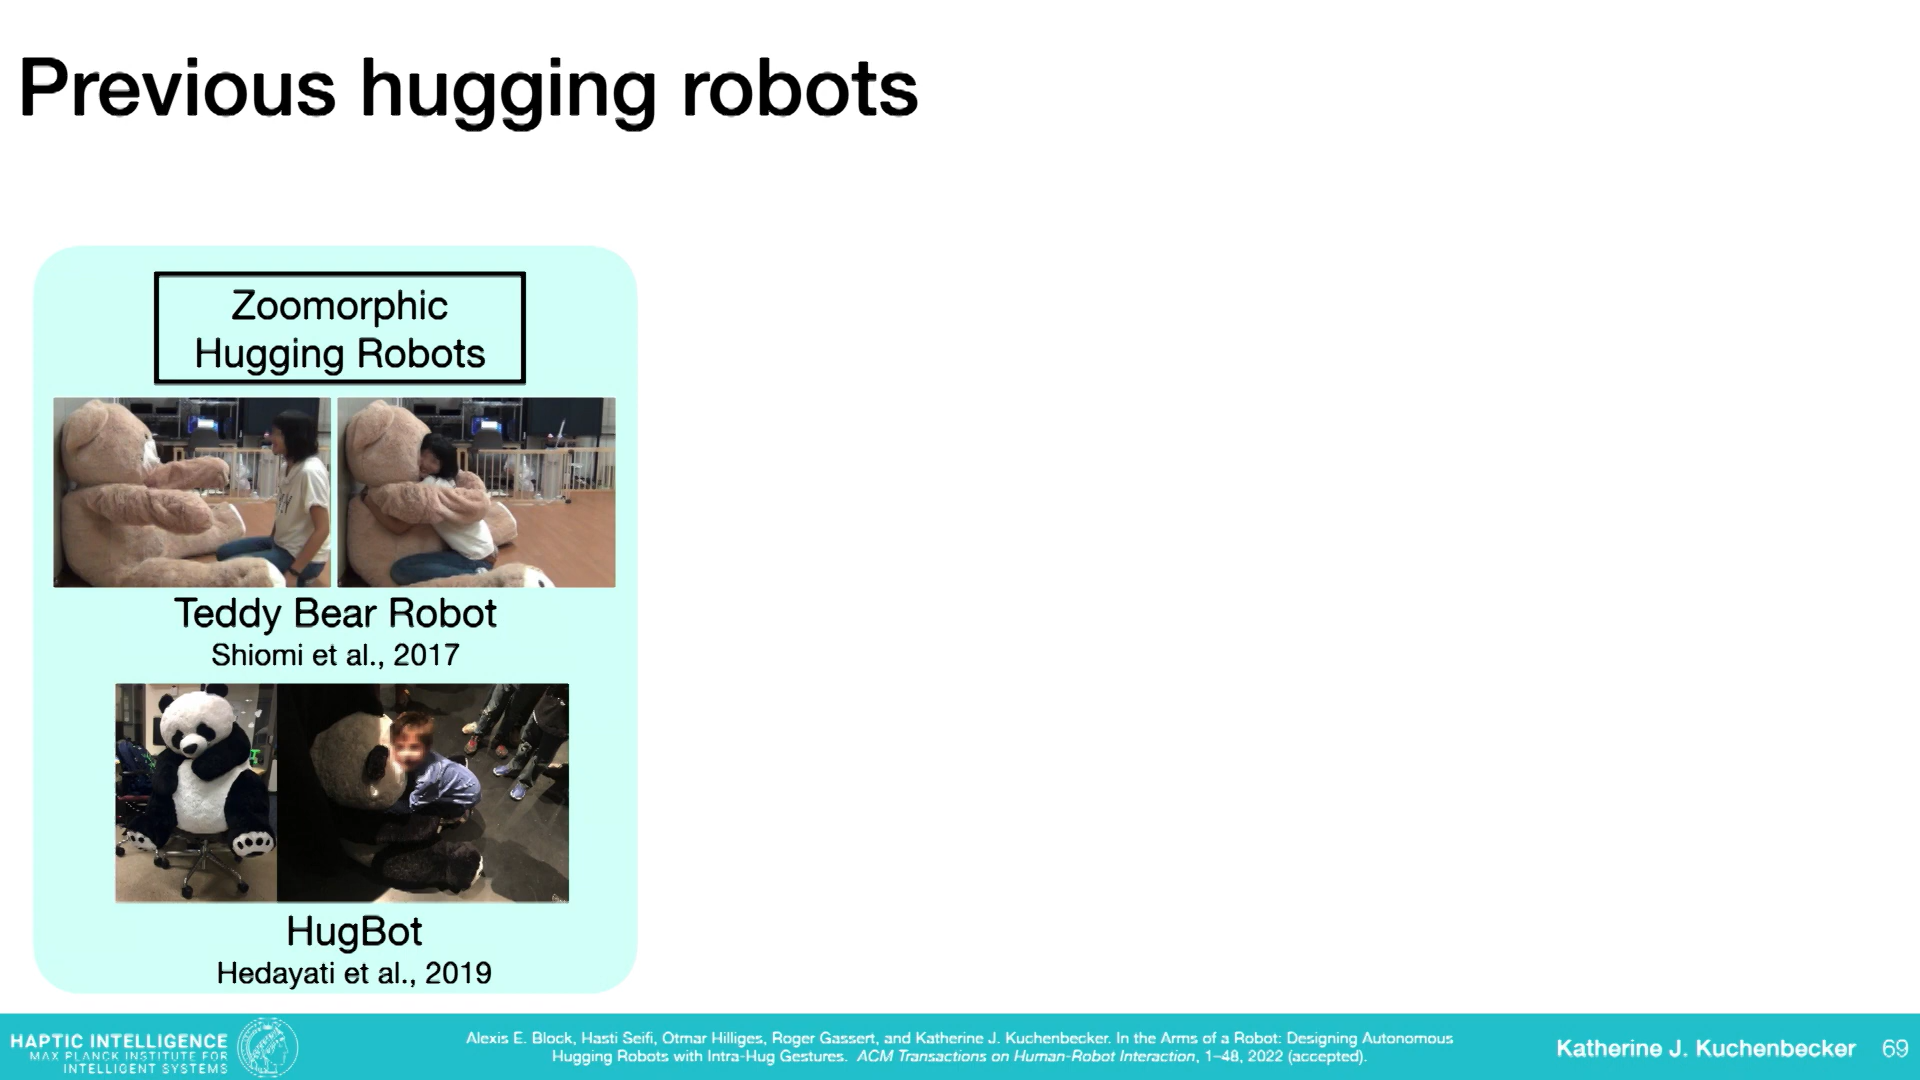 Previous hugging robots
Zoomorphic
Hugging Robots
Teddy Bear Robot
Shiomi et al., 2017
HugBot
Hedayati et al., 2019
HAPTIC INTELLIGENCE
MAX PLANCK INSTITUTE FOR
INTELLIGENT SYSTEMS
Alexis E. Block, Hasti Seifi, Otmar Hilliges, Roger Gassert, and Katherine J. Kuchenbecker. In the Arms of a Robot: Designing Autonomous
Hugging Robots with Intra-Hug Gestures. ACM Transactions on Human-Robot Interaction, 1–48, 2022 (accepted).
Katherine J. Kuchenbecker 69